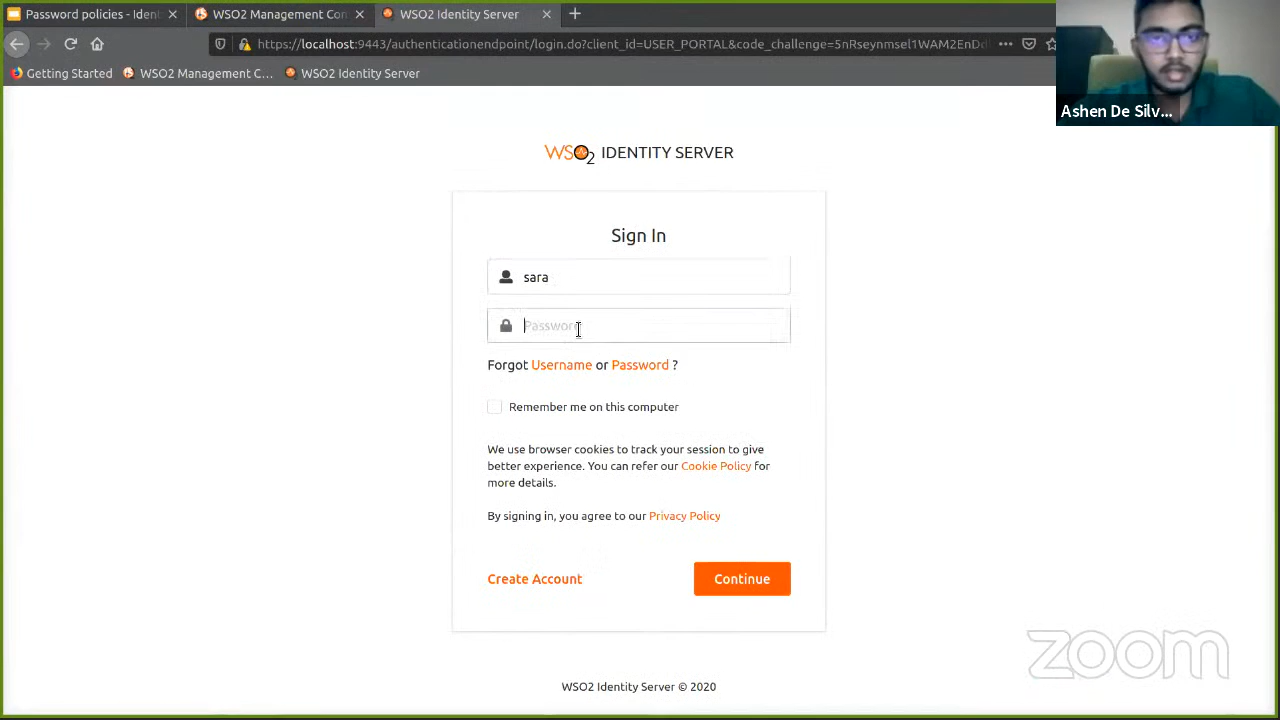 Password policies - Iden
WSO2 Management Con
WSO2 Identity Server
https://localhost:9443/authenticationendpoint/login.do?client_id=USER_PORTAL&code_challenge=5nRseynmsel1WAM2EnD
Getting Started
WSO2 Management C...
WSO2 Identity Server
Ashen De Silv...
WSO2 IDENTITY SERVER
Sign In
sara
Password
Forgot Username or Password ?
Remember me on this computer
We use browser cookies to track your session to give
better experience. You can refer our Cookie Policy for
more details.
By signing in, you agree to our Privacy Policy
Create Account
Continue
zoom
WSO2 Identity Server © 2020